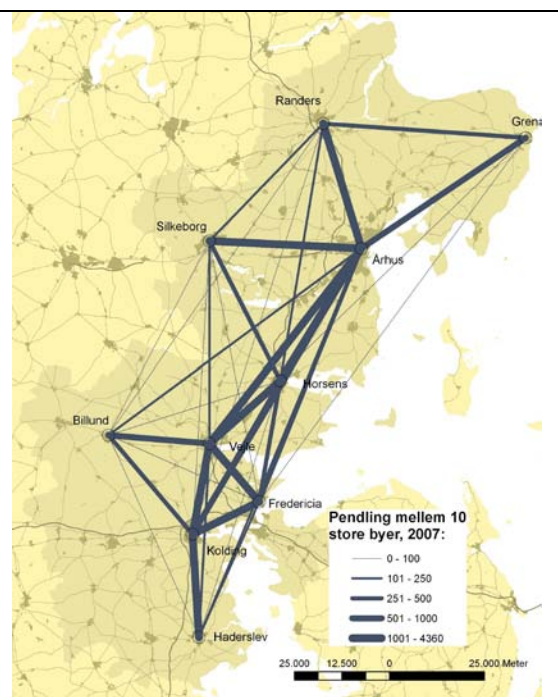 Randers
Grena
Silkeborg
Århus
Horsens
Billund
Vejle
Fredericia
Kolding
Haderslev
Pendling mellem 10
store byer, 2007:
0 - 100
101 - 250
251 - 500
501 - 1000
1001 - 4360
25.000 12.500 0 25.000 Meter